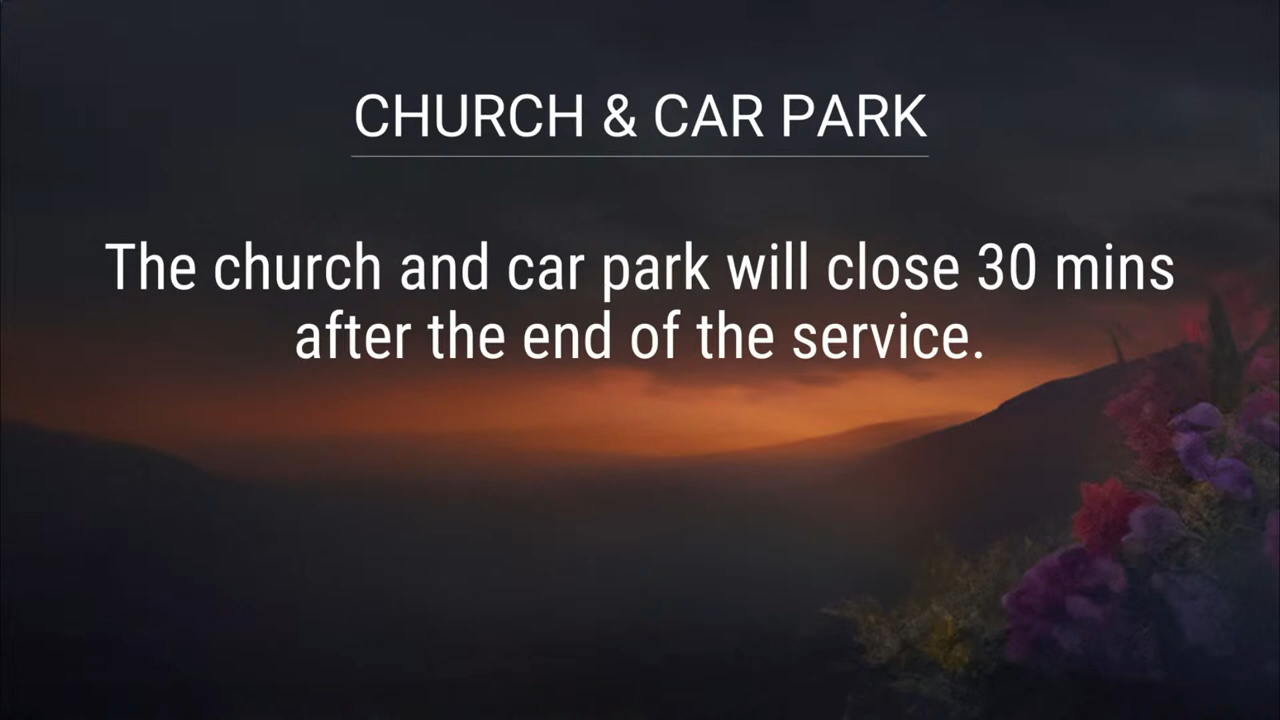 CHURCH & CAR PARK
The church and car park will close 30 mins
after the end of the service.